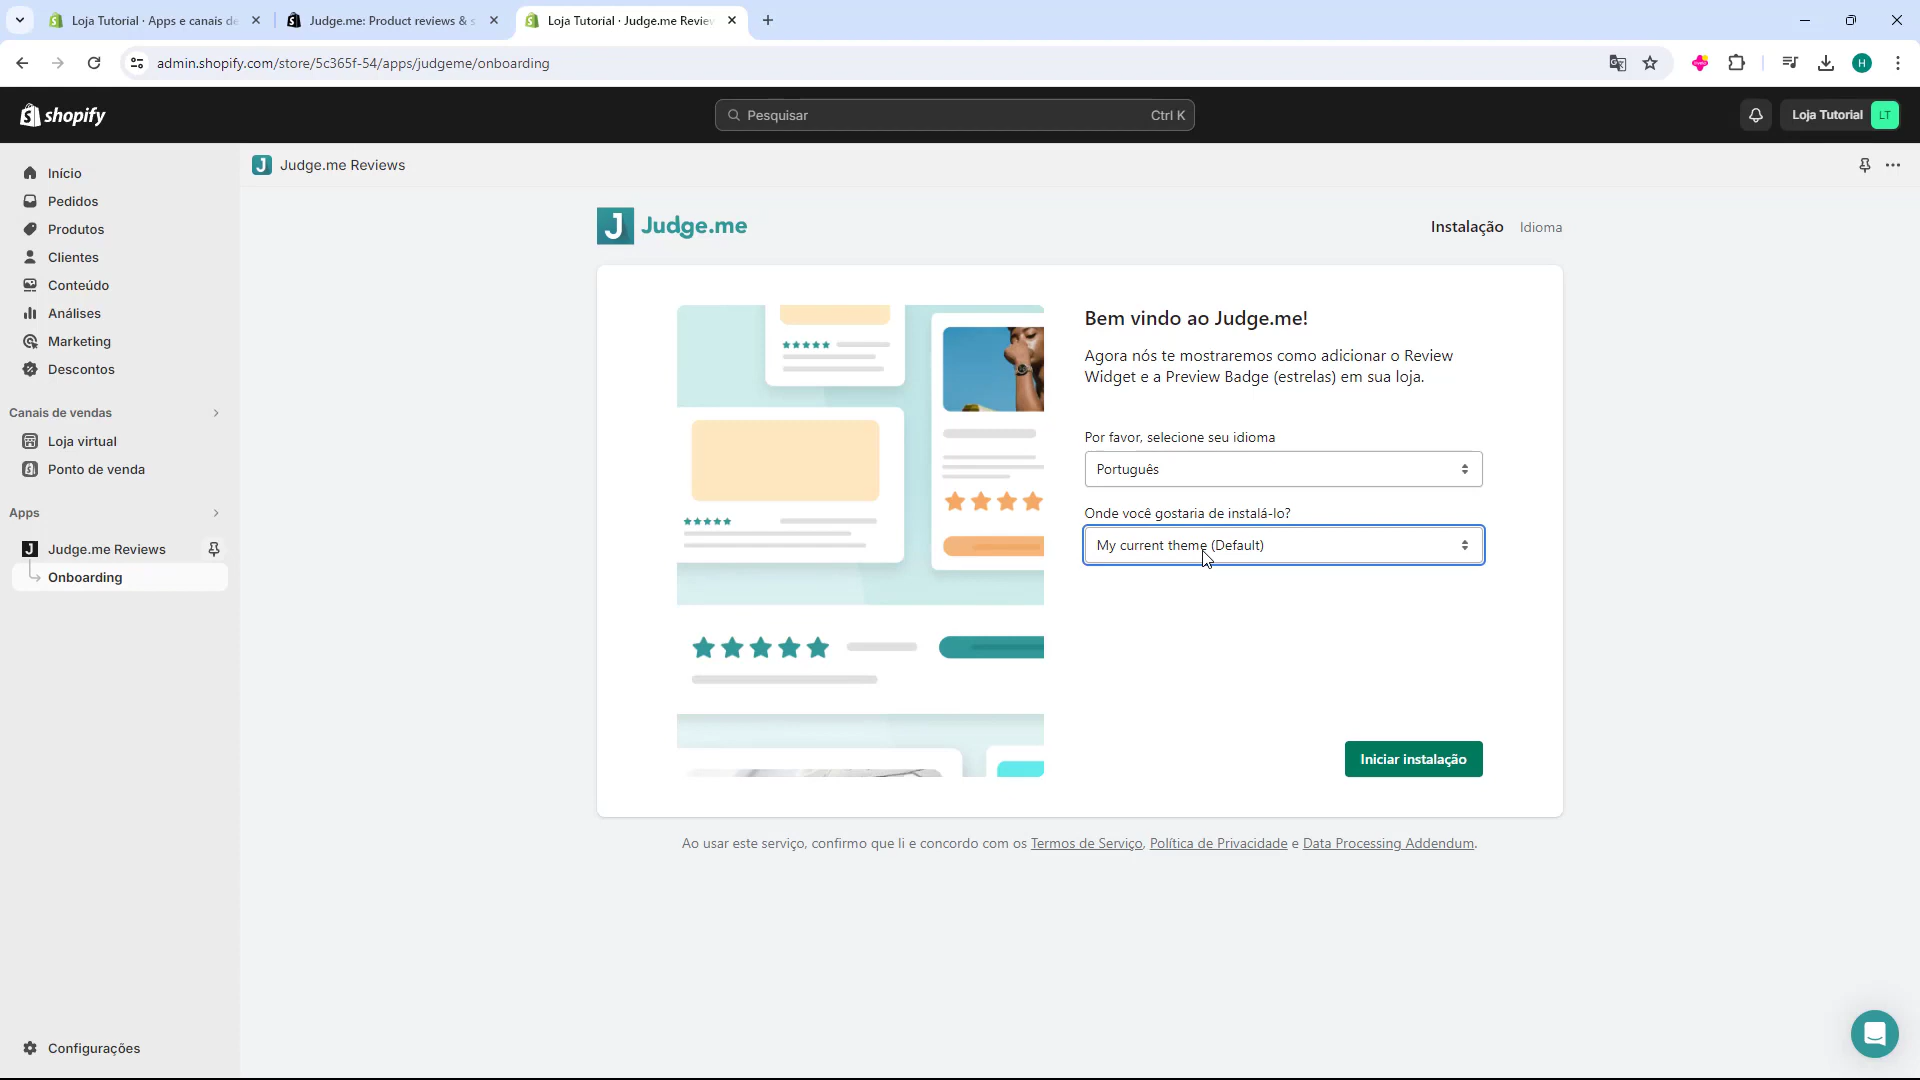 Loja Tutorial · Apps e canais de
Judge.me: Product reviews & s
Loja Tutorial · Judge.me Review
admin.shopify.com/store/5c365f-54/apps/judgeme/onboarding
H
shopify
Pesquisar
Ctrl K
Loja Tutorial
LT
Início
Pedidos
Produtos
Clientes
Conteúdo
Análises
Marketing
Descontos
Canais de vendas
Loja virtual
Ponto de venda
Apps
Judge.me Reviews
Onboarding
Configurações
Judge.me Reviews
Judge.me
Instalação
Idioma
Bem vindo ao Judge.me!
Agora nós te mostraremos como adicionar o Review
Widget e a Preview Badge (estrelas) em sua loja.
Por favor, selecione seu idioma
Português
Onde você gostaria de instalá-lo?
My current theme (Default)
Iniciar instalação
Ao usar este serviço, confirmo que li e concordo com os Termos de Serviço, Política de Privacidade e Data Processing Addendum.